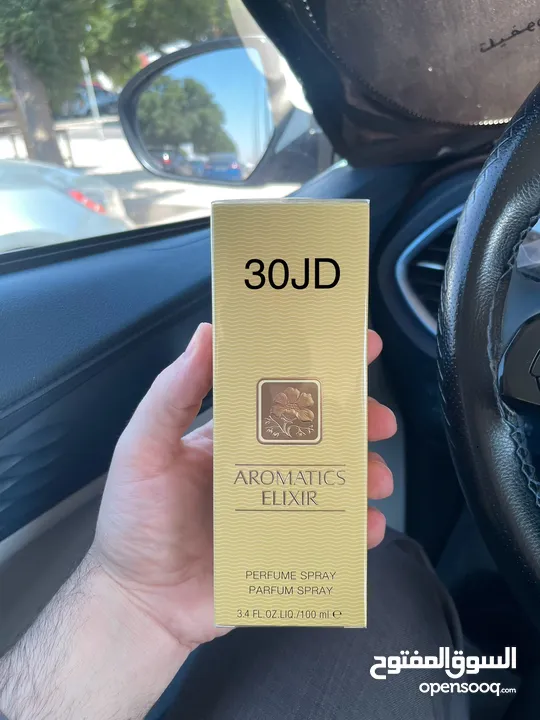 30JD
AROMATICS
ELIXIR
PERFUME SPRAY
PARFUM SPRAY
3.4 FL.OZ.LIQ./100 ml ℮
السوق المفتوح
opensooq.com